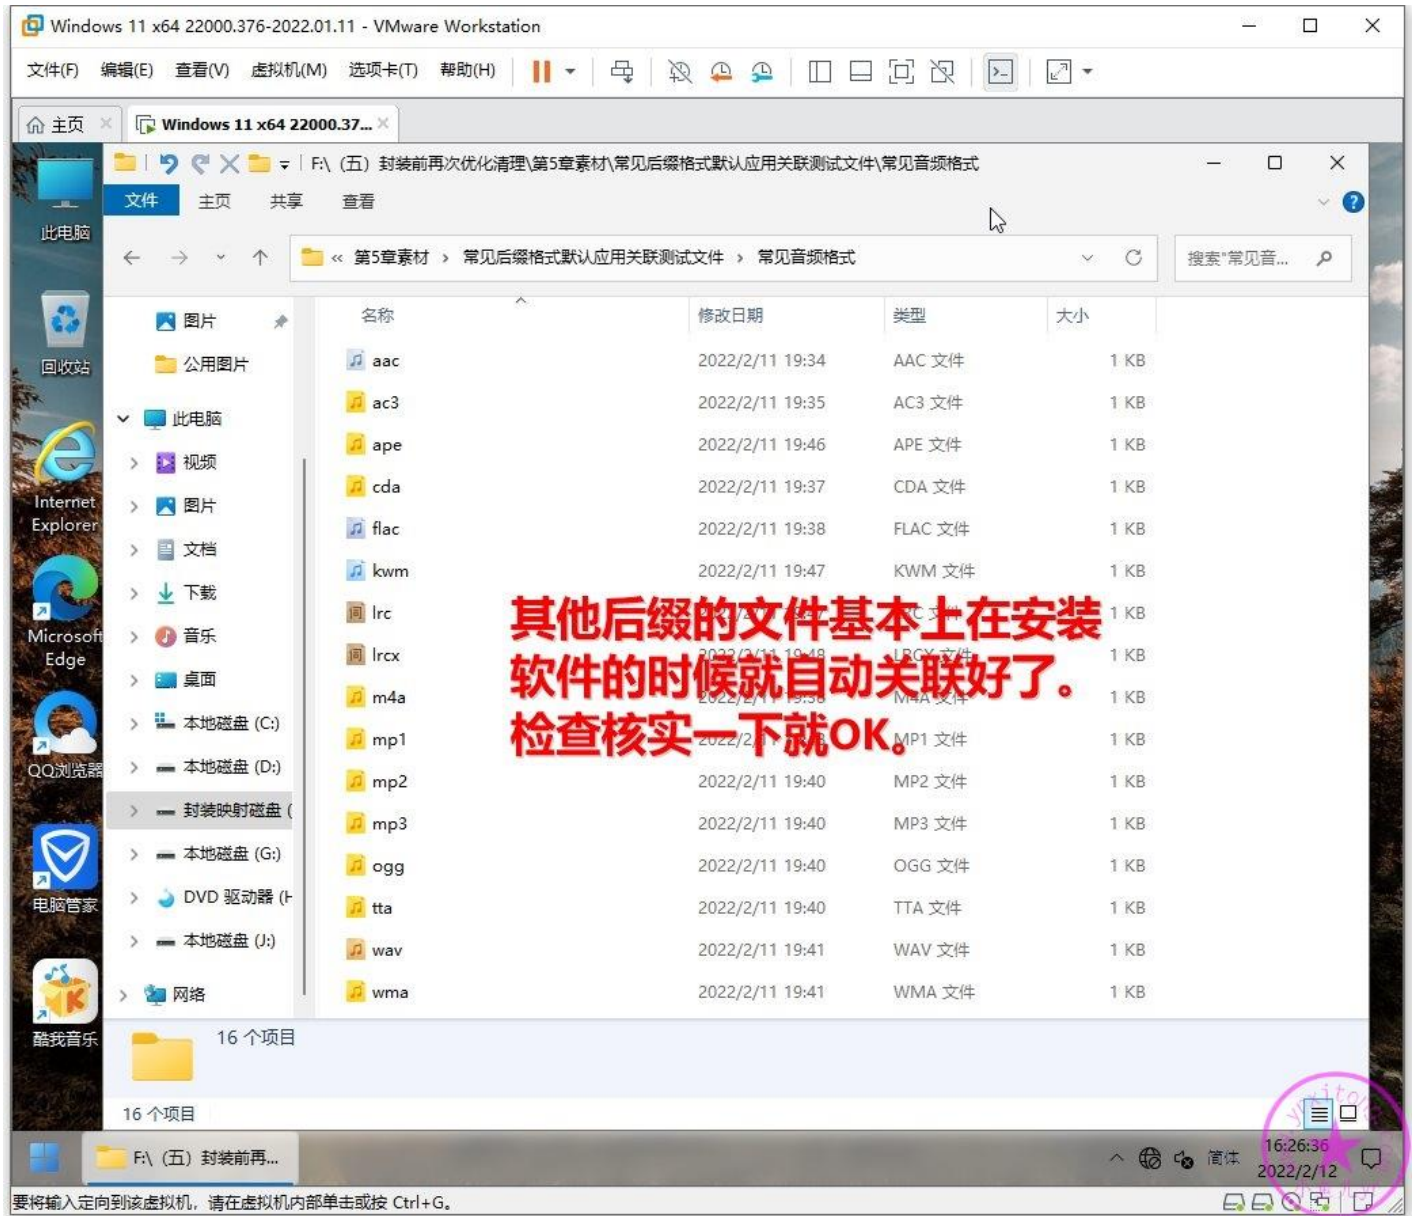 Windows 11 x64 22000.376-2022.01.11 - VMware Workstation
文件(F) 编辑(E) 查看(V) 虚拟机(M) 选项卡(T) 帮助(H)
主页 Windows 11 x64 22000.37...
F:\（五）封装前再次优化清理\第5章素材\常见后缀格式默认应用关联测试文件\常见音频格式
文件 主页 共享 查看
« 第5章素材 › 常见后缀格式默认应用关联测试文件 › 常见音频格式
搜索"常见音...
此电脑
回收站
Internet
Explorer
Microsoft
Edge
QQ浏览器
电脑管家
酷我音乐
图片
公用图片
此电脑
视频
图片
文档
下载
音乐
桌面
本地磁盘 (C:)
本地磁盘 (D:)
封装映射磁盘 (
本地磁盘 (G:)
DVD 驱动器 (H
本地磁盘 (J:)
网络
名称 修改日期 类型 大小
aac 2022/2/11 19:34 AAC 文件 1 KB
ac3 2022/2/11 19:35 AC3 文件 1 KB
ape 2022/2/11 19:46 APE 文件 1 KB
cda 2022/2/11 19:37 CDA 文件 1 KB
flac 2022/2/11 19:38 FLAC 文件 1 KB
kwm 2022/2/11 19:47 KWM 文件 1 KB
lrc 1 KB
lrcx 1 KB
m4a 1 KB
mp1 MP1 文件 1 KB
mp2 2022/2/11 19:40 MP2 文件 1 KB
mp3 2022/2/11 19:40 MP3 文件 1 KB
ogg 2022/2/11 19:40 OGG 文件 1 KB
tta 2022/2/11 19:40 TTA 文件 1 KB
wav 2022/2/11 19:41 WAV 文件 1 KB
wma 2022/2/11 19:41 WMA 文件 1 KB
其他后缀的文件基本上在安装
软件的时候就自动关联好了。
检查核实一下就OK。
16 个项目
16 个项目
F:\（五）封装前再...
简体
16:26:36
2022/2/12
要将输入定向到该虚拟机，请在虚拟机内部单击或按 Ctrl+G。